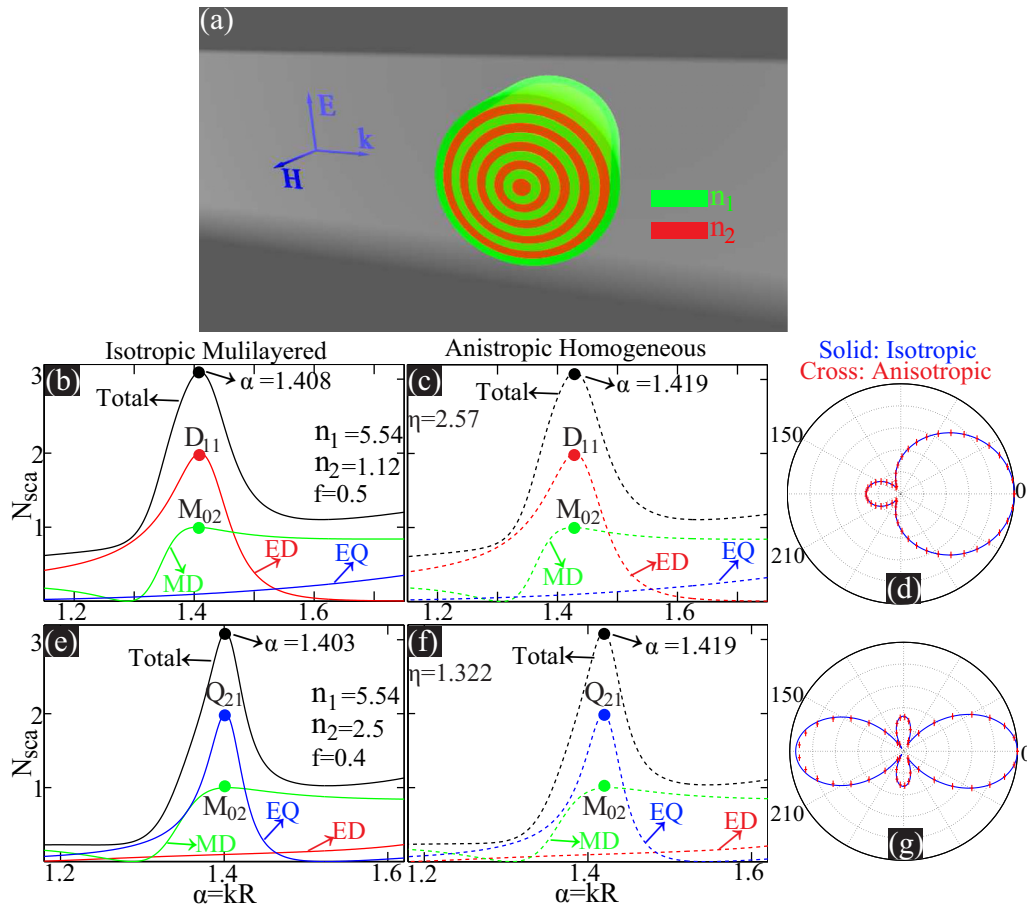 (a)
E
k
H
n1
n2
Isotropic Mulilayered
Anistropic Homogeneous
Solid: Isotropic
Cross: Anisotropic
(b)
3
2
1
Nsca
Total
α =1.408
D11
n1=5.54
n2=1.12
f=0.5
M02
MD
ED
EQ
1.2
1.4
1.6
(c)
Total
α =1.419
η=2.57
D11
M02
MD
ED
EQ
1.2
1.4
1.6
150
210
0
(d)
(e)
3
2
1
Nsca
Total
α =1.403
Q21
n1=5.54
n2=2.5
f=0.4
M02
MD
EQ
ED
1.2
1.4
1.6
α=kR
(f)
Total
α =1.419
η=1.322
Q21
M02
MD
EQ
ED
1.2
1.4
1.6
α=kR
150
210
0
(g)